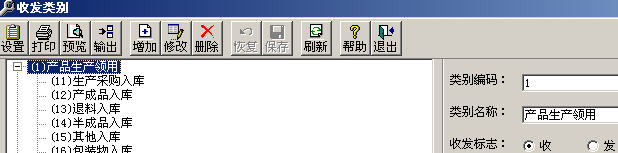 收发类别
设置 打印 预览 输出 增加 修改 删除 恢复 保存 刷新 帮助 退出
(1)产品生产领用
(11)生产采购入库
(12)产成品入库
(13)退料入库
(14)半成品入库
(15)其他入库
(16)包装物入库
类别编码： 1
类别名称： 产品生产领用
收发标志： 收 发